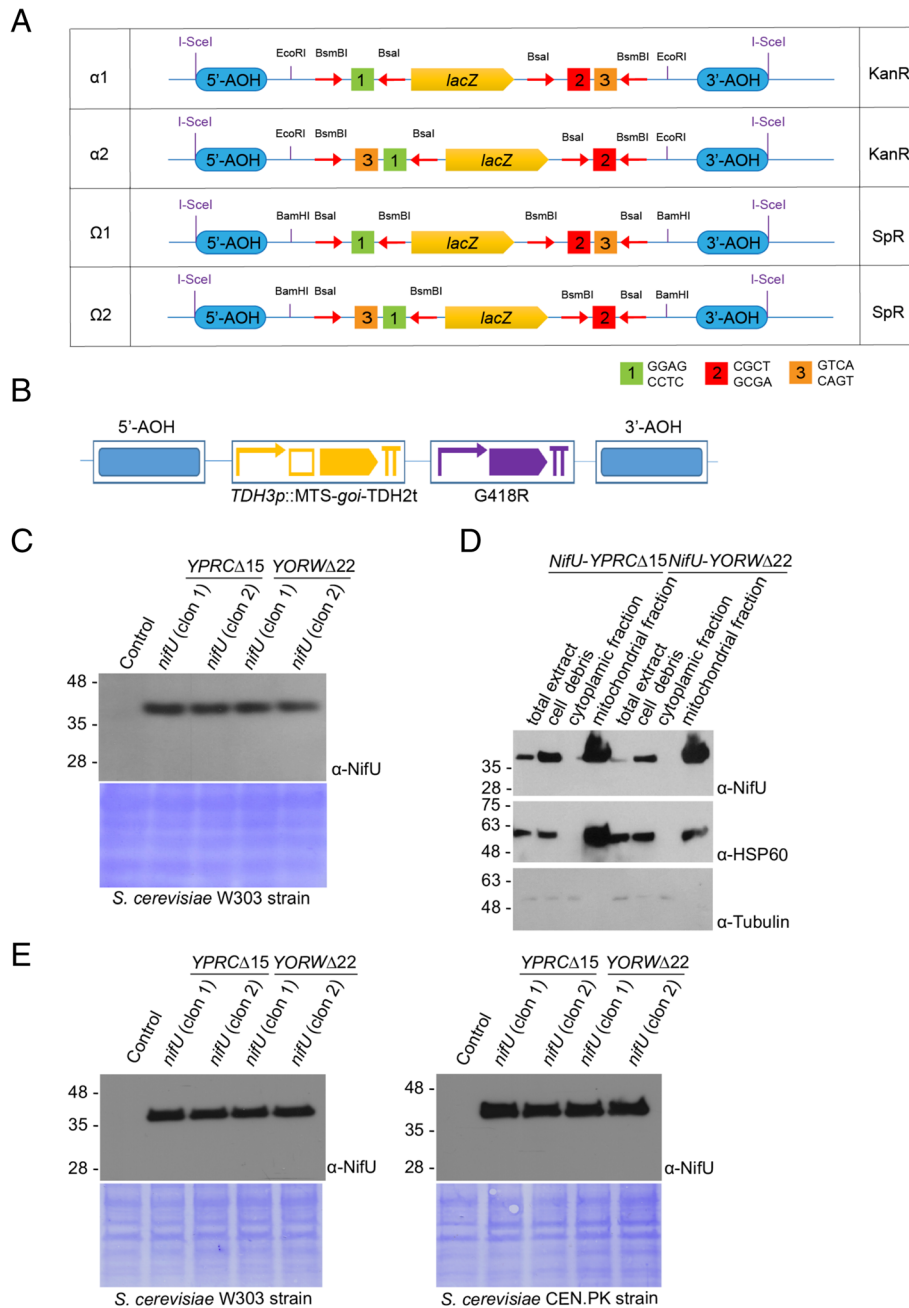 A
α1
I-SceI
5'-AOH
EcoRI
BsmBI
1
BsaI
lacZ
BsaI
2
3
BsmBI
EcoRI
3'-AOH
I-SceI
KanR
α2
I-SceI
5'-AOH
EcoRI
BsmBI
3
1
BsaI
lacZ
BsaI
2
BsmBI
EcoRI
3'-AOH
I-SceI
KanR
Ω1
I-SceI
5'-AOH
BamHI
BsaI
1
BsmBI
lacZ
BsmBI
2
3
BsaI
BamHI
3'-AOH
I-SceI
SpR
Ω2
I-SceI
5'-AOH
BamHI
BsaI
3
1
BsmBI
lacZ
BsmBI
2
BsaI
BamHI
3'-AOH
I-SceI
SpR
1 GGAG CCTC
2 CGCT GCGA
3 GTCA CAGT
B
5'-AOH
3'-AOH
TDH3p::MTS-goi-TDH2t
G418R
C
YPRCΔ15 YORWΔ22
Control
nifU (clon 1)
nifU (clon 2)
nifU (clon 1)
nifU (clon 2)
48 -
35 -
28 -
α-NifU
S. cerevisiae W303 strain
D
NifU-YPRCΔ15 NifU-YORWΔ22
total extract
cell debris
cytoplamic fraction
mitochondrial fraction
total extract
cell debris
cytoplamic fraction
mitochondrial fraction
35 -
28 -
α-NifU
75 -
63 -
48 -
α-HSP60
63 -
48 -
α-Tubulin
E
YPRCΔ15 YORWΔ22
Control
nifU (clon 1)
nifU (clon 2)
nifU (clon 1)
nifU (clon 2)
48 -
35 -
28 -
α-NifU
S. cerevisiae W303 strain
YPRCΔ15 YORWΔ22
Control
nifU (clon 1)
nifU (clon 2)
nifU (clon 1)
nifU (clon 2)
48 -
35 -
28 -
α-NifU
S. cerevisiae CEN.PK strain